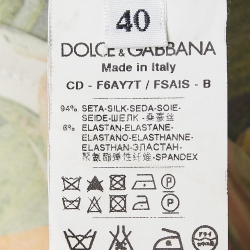 40
DOLCE & GABBANA
Made in Italy
CD - F6AY7T / FSAIS - B
94% SETA-SILK-SEDA-SOIE-
SEIDE-ШЕЛК - 桑蚕丝
6% ELASTAN-ELASTANE-
ELASTANO-ELASTHANNE-
ELASTHAN-ЭЛАСТАН-
聚氨酯弹性纤维-SPANDEX